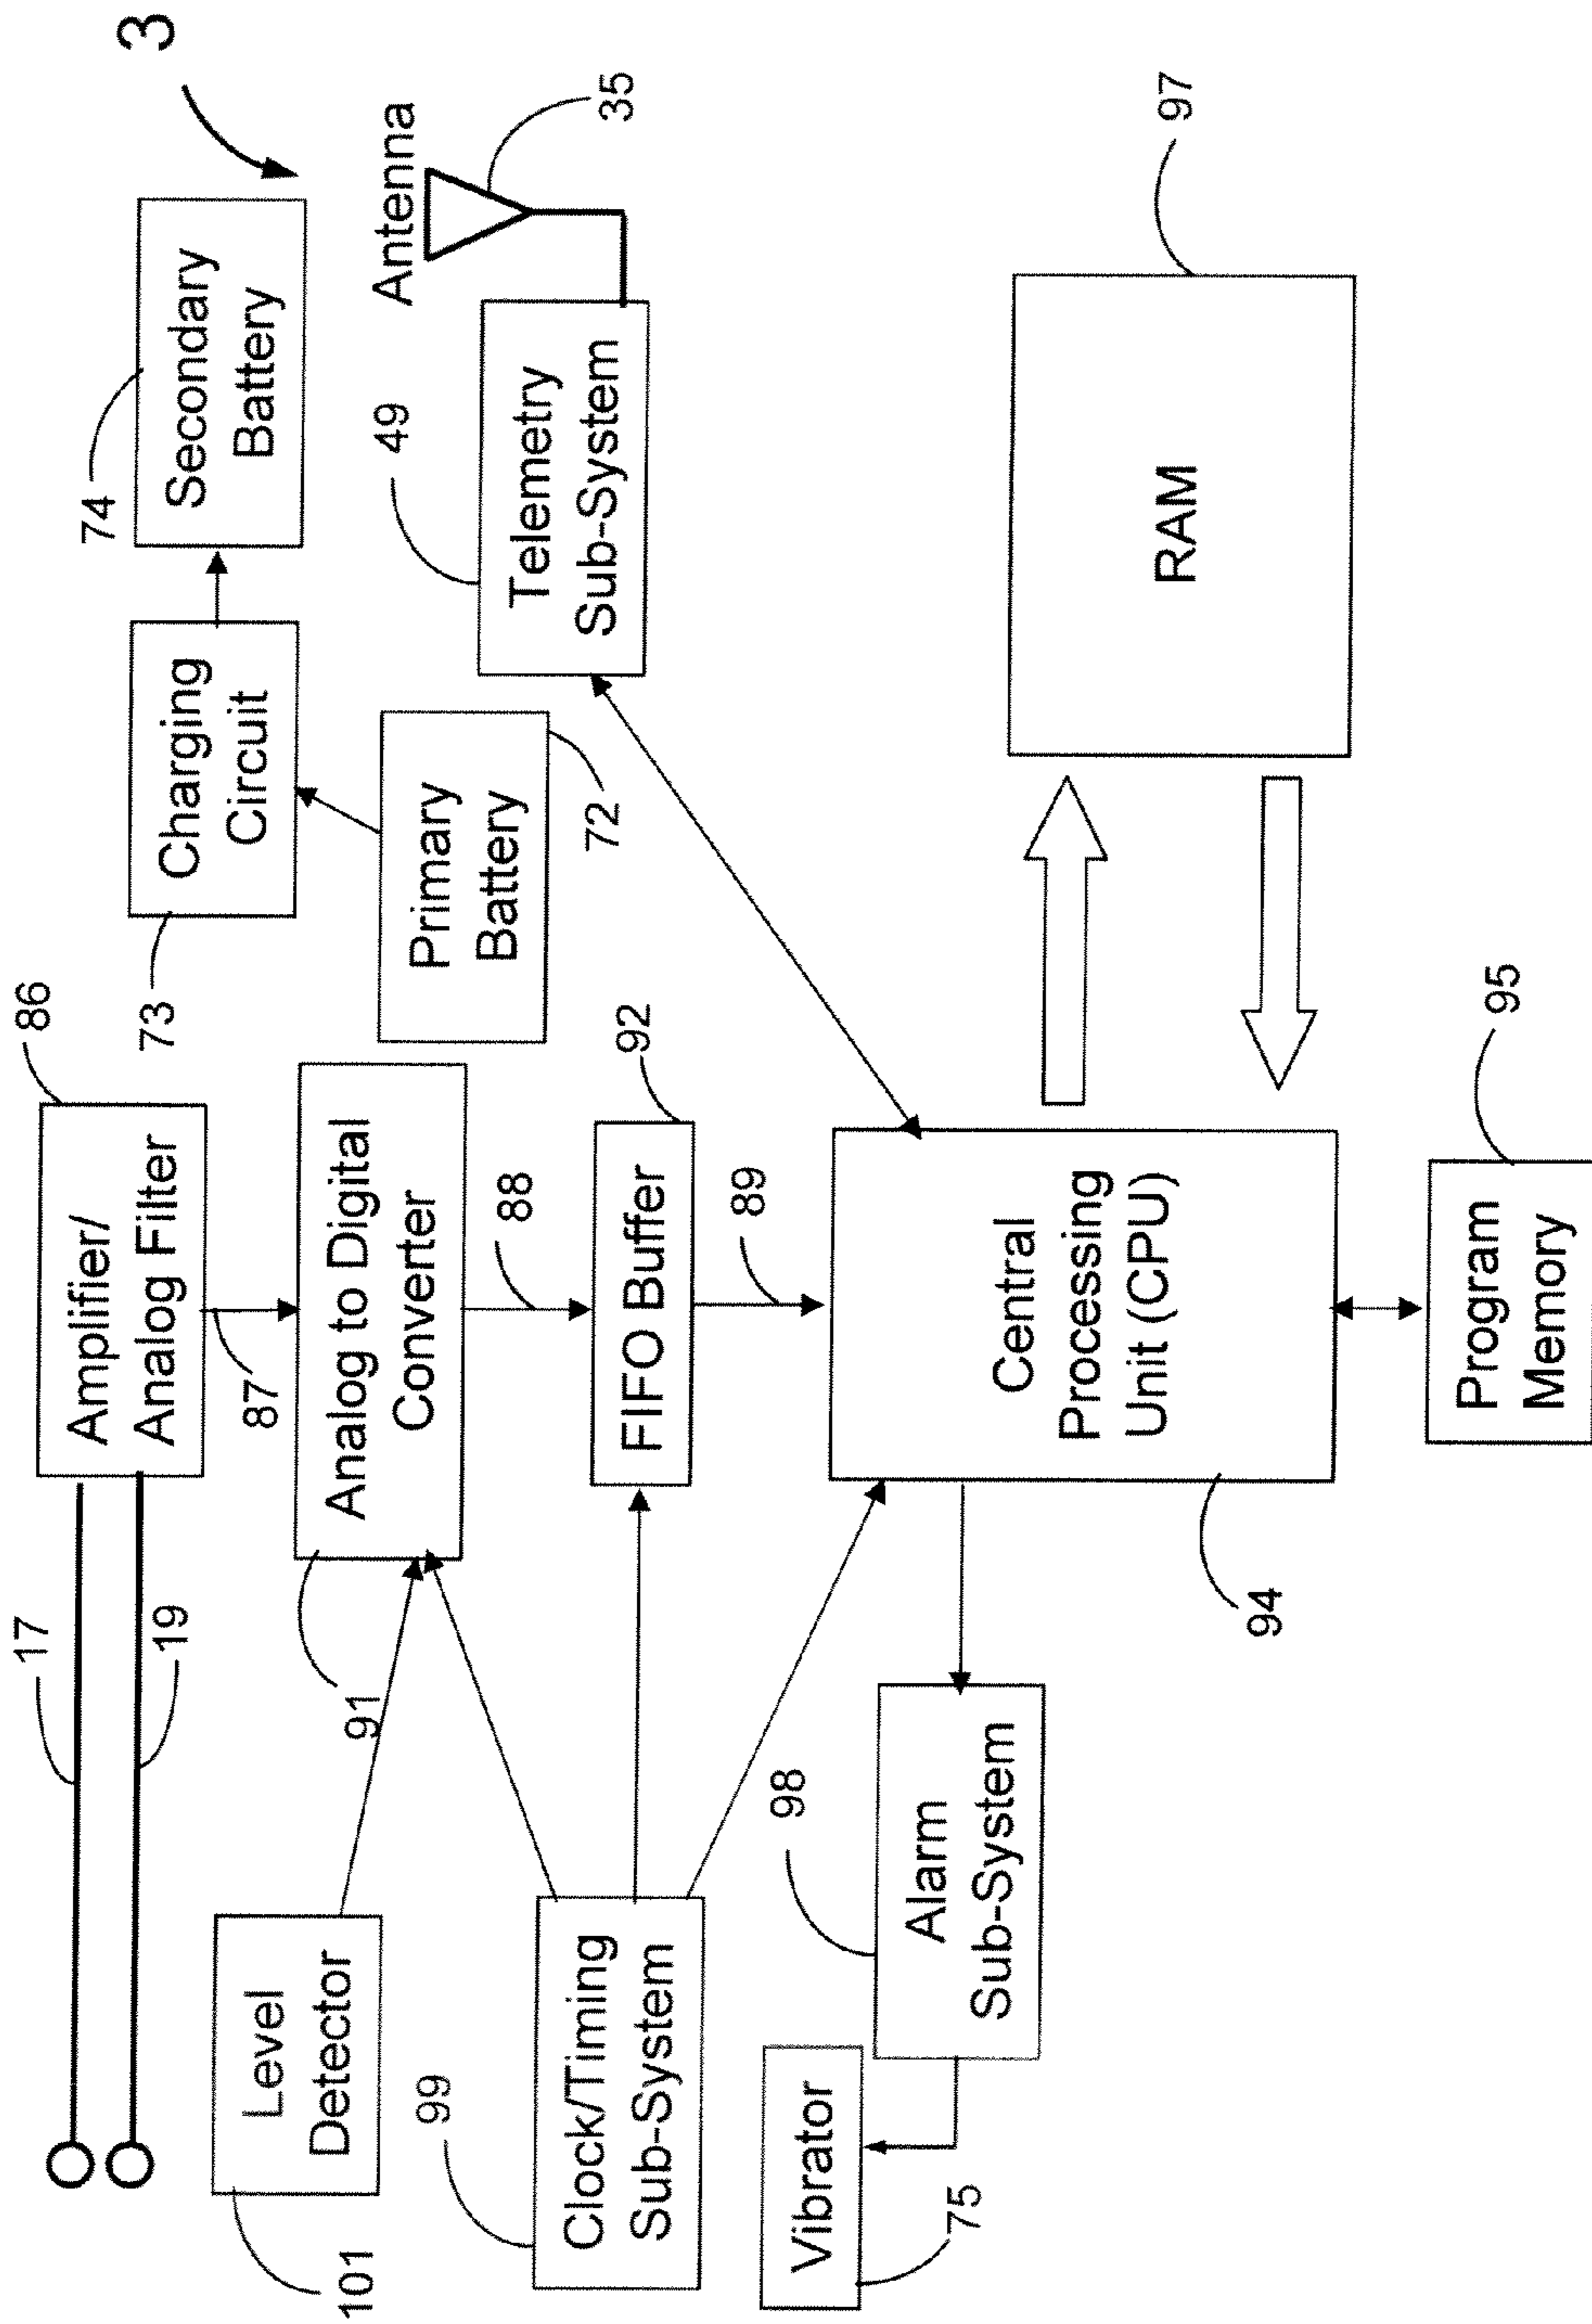 3
17
19
Amplifier/
Analog Filter
86
87
73
Charging
Circuit
74
Secondary
Battery
Level
Detector
101
91
Analog to Digital
Converter
Primary
Battery
72
Antenna
35
49
Telemetry
Sub-System
88
99
Clock/Timing
Sub-System
FIFO Buffer
92
89
Vibrator
75
98
Alarm
Sub-System
Central
Processing
Unit (CPU)
94
RAM
97
Program
Memory
95